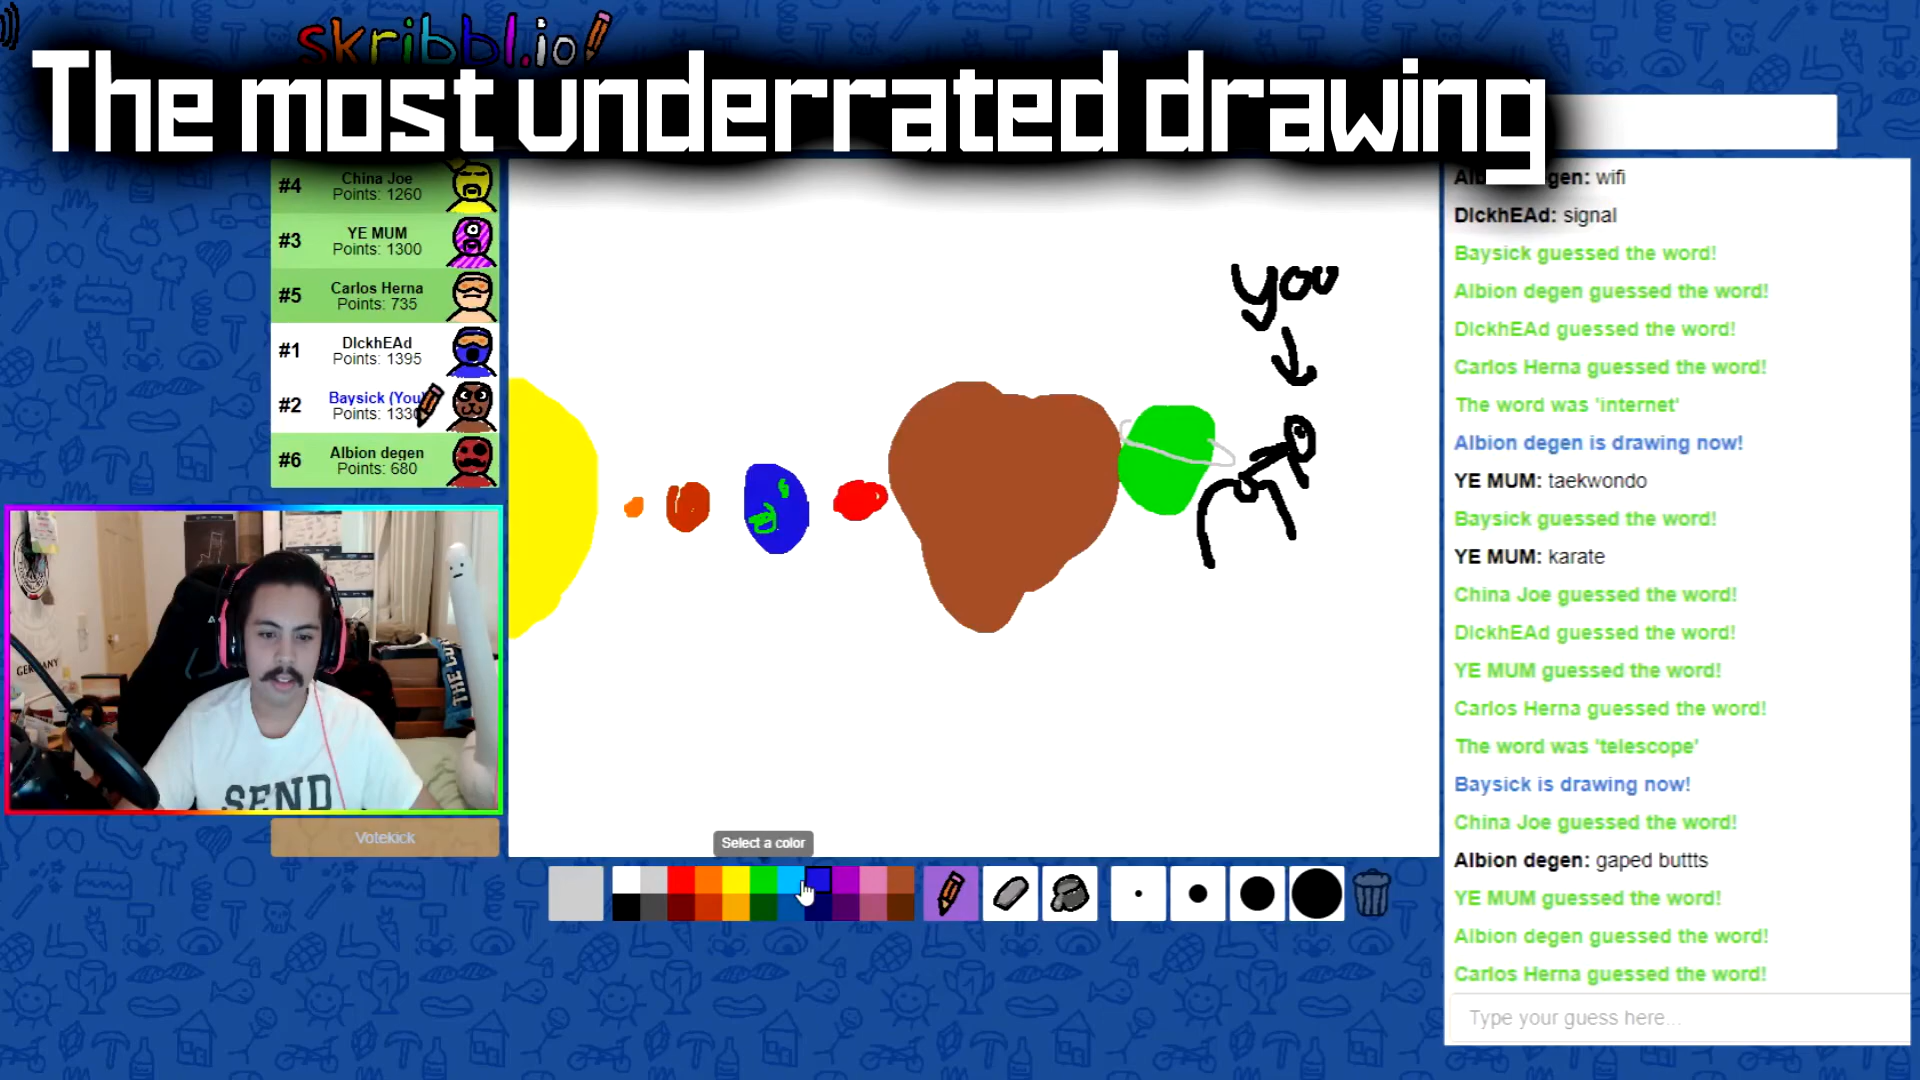 skribbl.io
The most underrated drawing
#4
China Joe
Points: 1260
#3
YE MUM
Points: 1300
#5
Carlos Herna
Points: 735
#1
DIckhEAd
Points: 1395
#2
Baysick (You)
Points: 1330
#6
Albion degen
Points: 680
you
GERMANY
SEND
Votekick
Select a color
wifi
DIckhEAd: signal
Baysick guessed the word!
Albion degen guessed the word!
DIckhEAd guessed the word!
Carlos Herna guessed the word!
The word was 'internet'
Albion degen is drawing now!
YE MUM: taekwondo
Baysick guessed the word!
YE MUM: karate
China Joe guessed the word!
DIckhEAd guessed the word!
YE MUM guessed the word!
Carlos Herna guessed the word!
The word was 'telescope'
Baysick is drawing now!
China Joe guessed the word!
Albion degen: gaped buttts
YE MUM guessed the word!
Albion degen guessed the word!
Carlos Herna guessed the word!
Type your guess here...